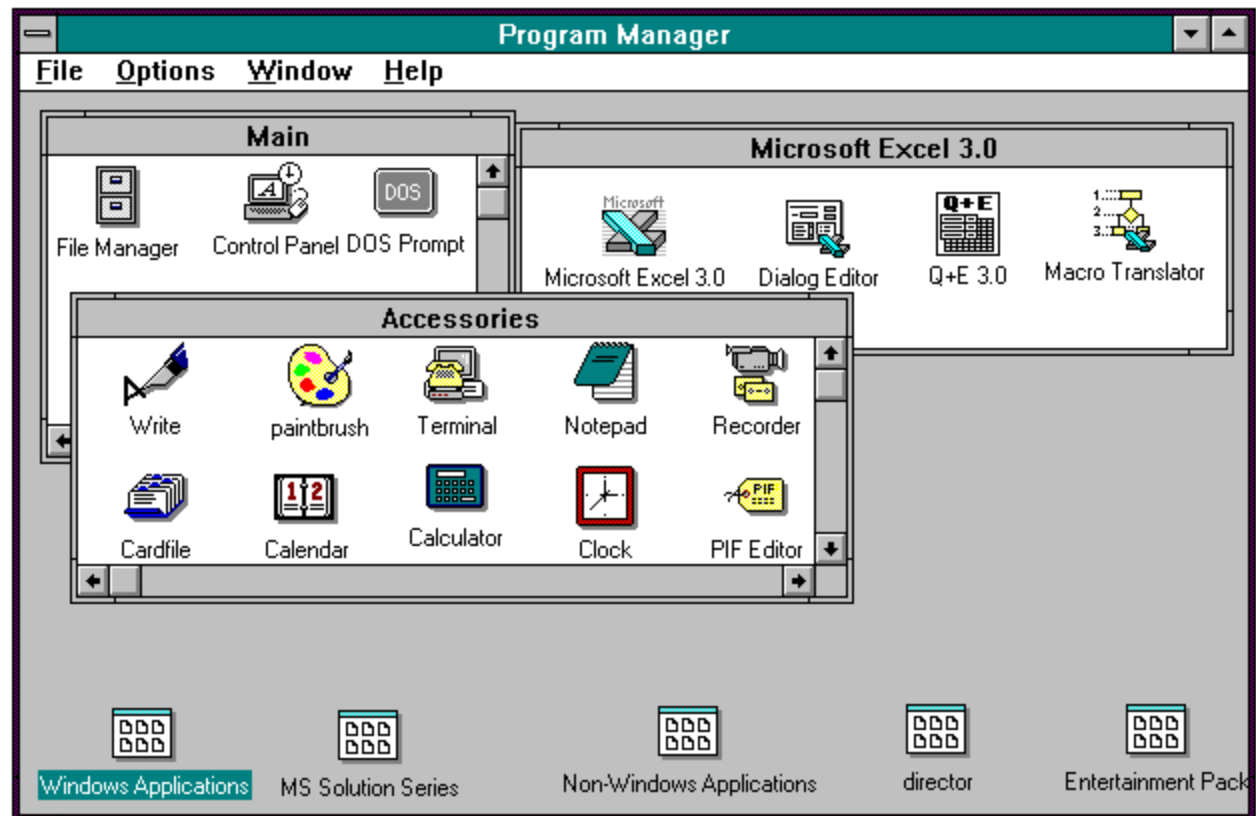 Program Manager
File Options Window Help
Main
File Manager Control Panel DOS Prompt
DOS
Microsoft Excel 3.0
Microsoft
Microsoft Excel 3.0 Dialog Editor Q+E 3.0 Macro Translator
Q+E
1.
2.
3.
Accessories
Write paintbrush Terminal Notepad Recorder
12
PIF
Cardfile Calendar Calculator Clock PIF Editor
Windows Applications MS Solution Series Non-Windows Applications director Entertainment Pack